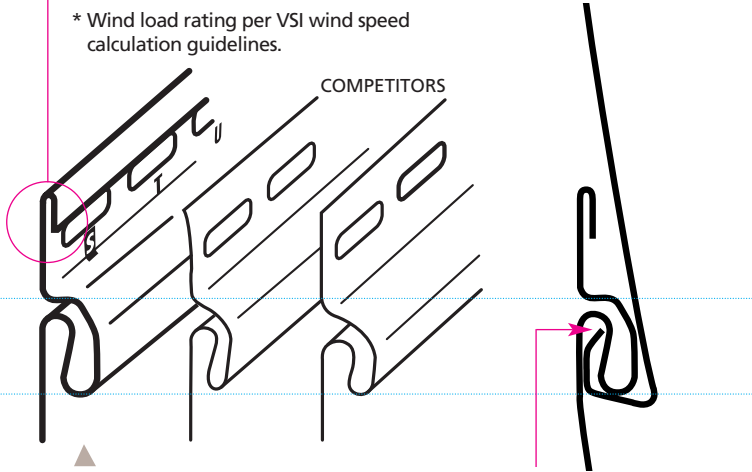 * Wind load rating per VSI wind speed
calculation guidelines.
COMPETITORS
S
T
U